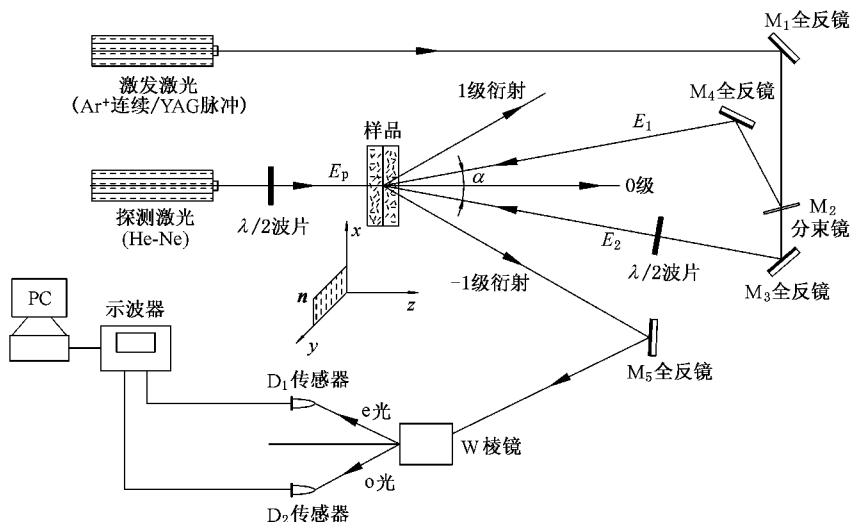 M₁全反镜
激发激光
(Ar⁺连续/YAG脉冲)
1级衍射
M₄全反镜
样品
E₁
Eₚ
α
0级
M₂
分束镜
探测激光
(He-Ne)
λ/2波片
x
E₂
λ/2波片
M₃全反镜
-1级衍射
PC
示波器
n
z
y
M₅全反镜
D₁传感器
e光
W棱镜
o光
D₂传感器